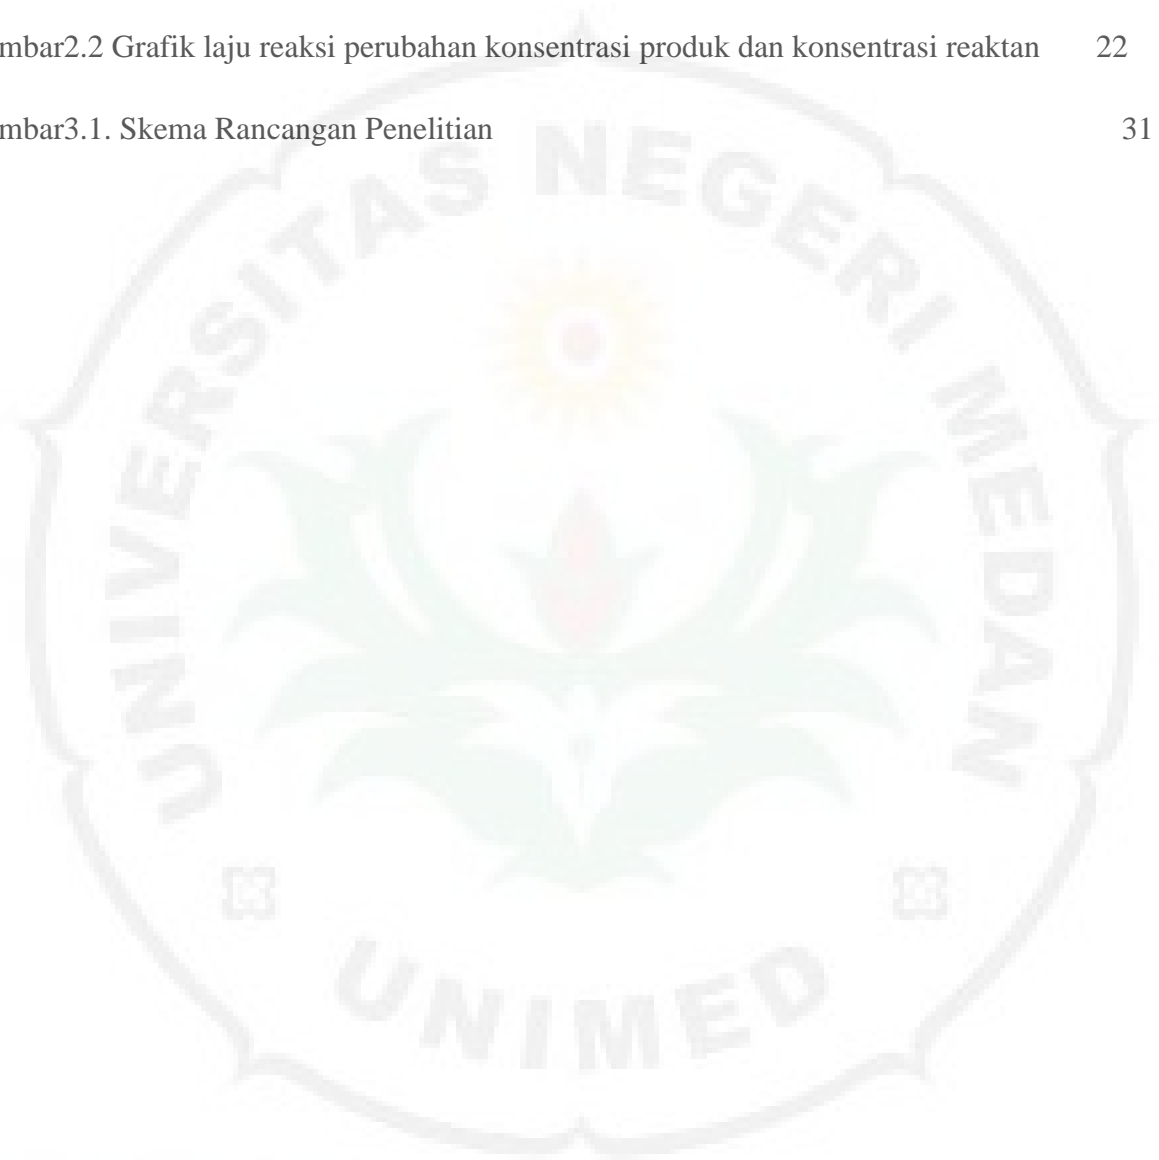 mbar2.2 Grafik laju reaksi perubahan konsentrasi produk dan konsentrasi reaktan 22
mbar3.1. Skema Rancangan Penelitian 31
UNIVERSITAS NEGERI MEDAN
UNIMED